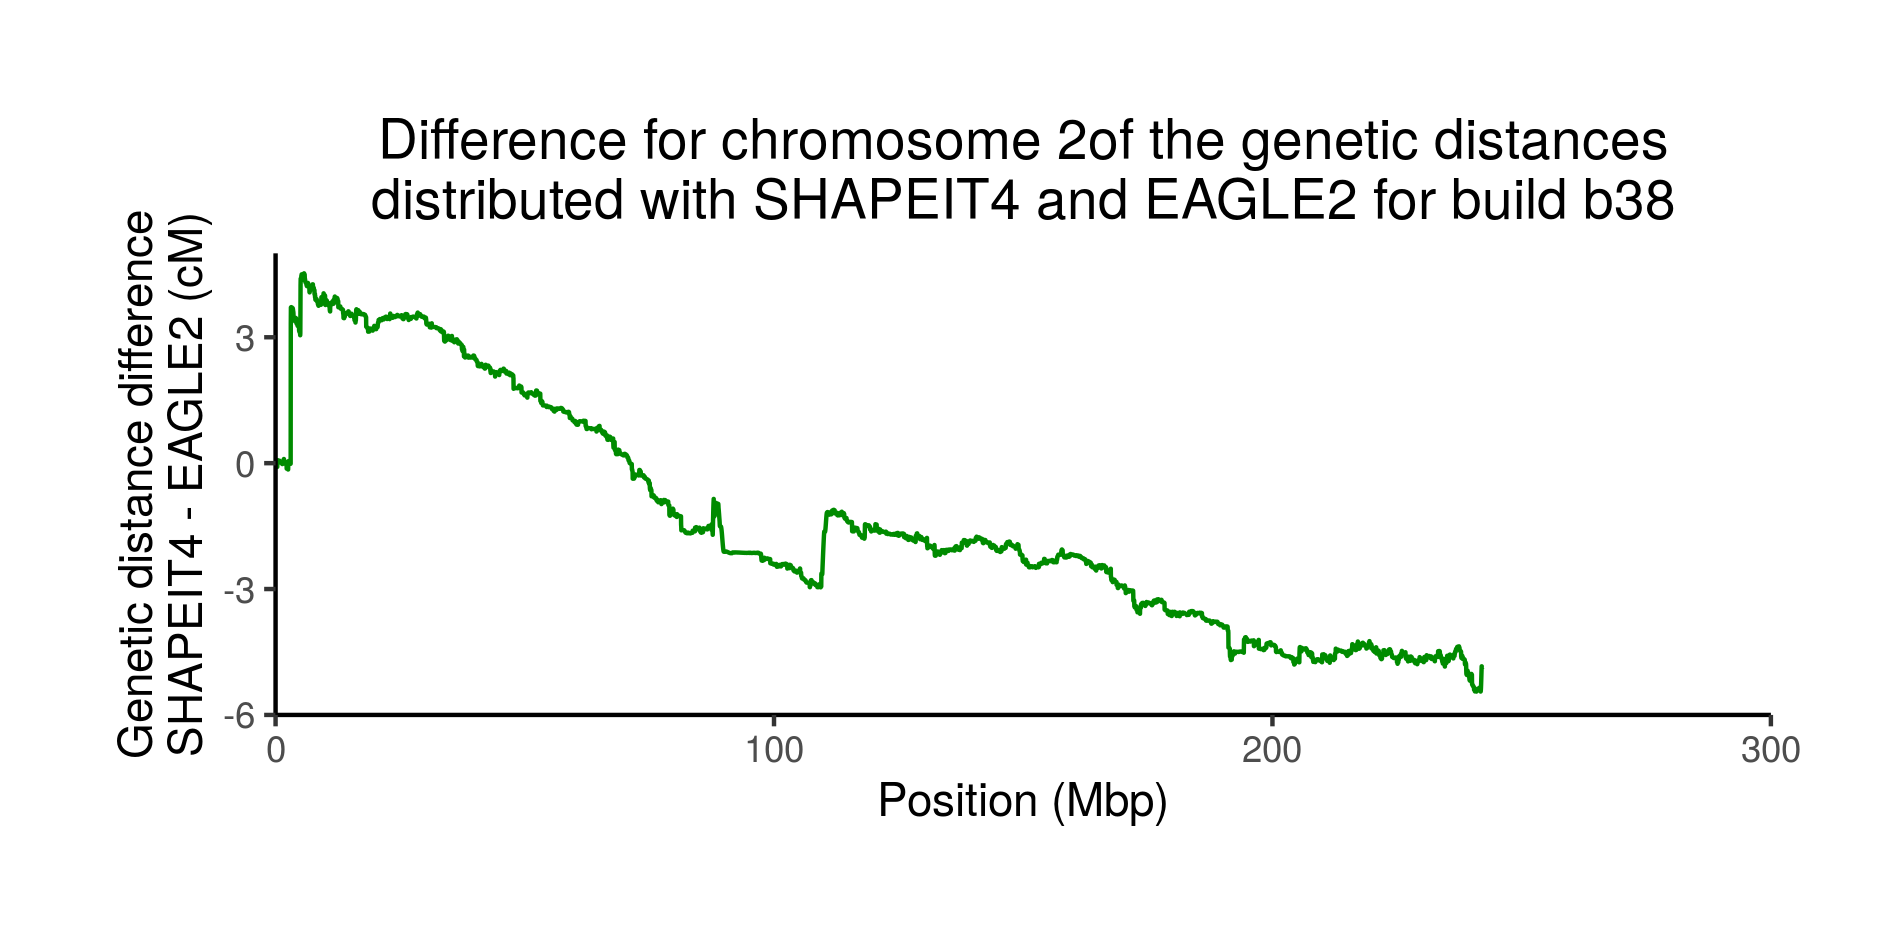 Difference for chromosome 2of the genetic distances
distributed with SHAPEIT4 and EAGLE2 for build b38
Genetic distance difference
SHAPEIT4 - EAGLE2 (cM)
3
0
-3
-6
0
100
200
300
Position (Mbp)